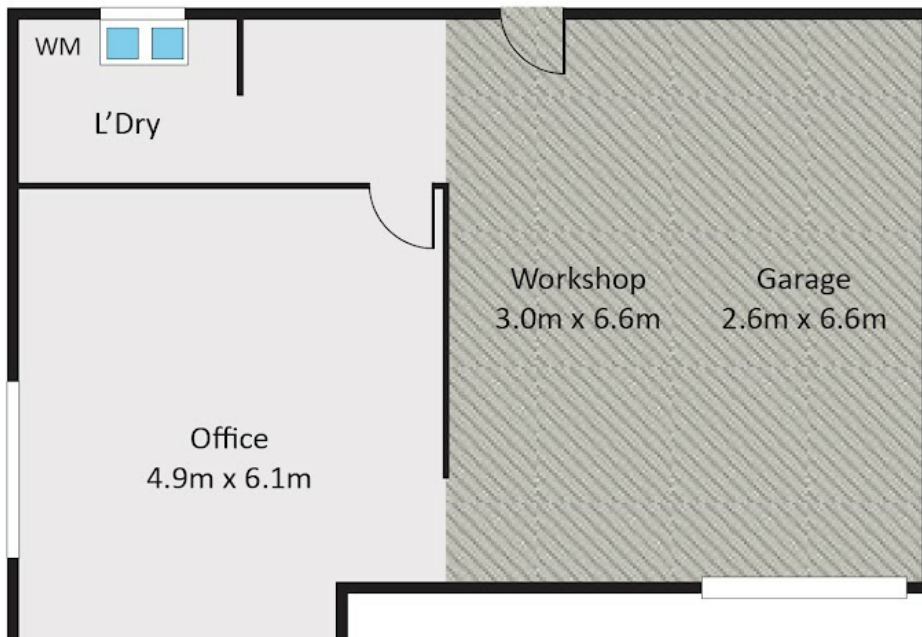 WM
L’Dry
Workshop
3.0m x 6.6m
Garage
2.6m x 6.6m
Office
4.9m x 6.1m